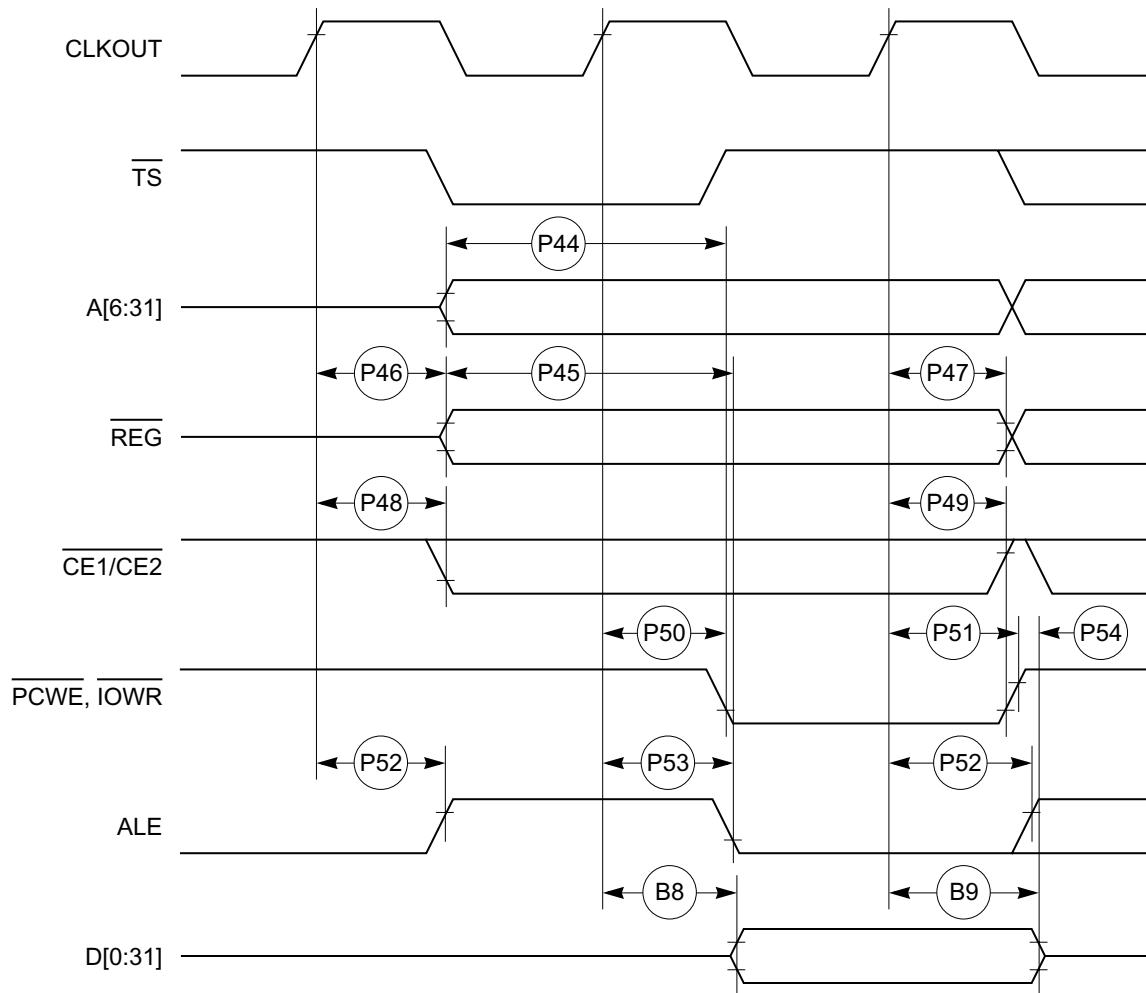 CLKOUT
TS
P44
A[6:31]
P46 P45 P47
REG
P48 P49
CE1/CE2
P50 P51 P54
PCWE, IOWR
P52 P53 P52
ALE
B8 B9
D[0:31]